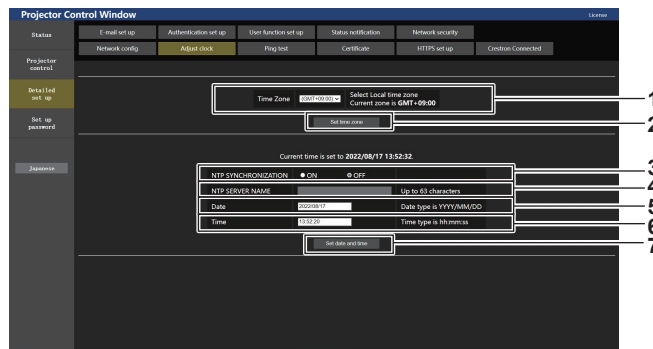 Projector Control Window
License
Status
E-mail set up
Authentication set up
User function set up
Status notification
Network security
Network config
Adjust clock
Ping test
Certificate
HTTPS set up
Crestron Connected
Projector
control
Detailed
set up
Set up
password
Japanese
Time Zone
(GMT+09:00)
Select Local time zone
Current zone is GMT+09:00
1
Set time zone
2
Current time is set to 2022/08/17 13:52:32.
NTP SYNCHRONIZATION ON OFF
3
NTP SERVER NAME Up to 63 characters
4
Date 2022/08/17 Date type is YYYY/MM/DD
5
Time 13:52:20 Time type is hh:mm:ss
6
Set date and time
7